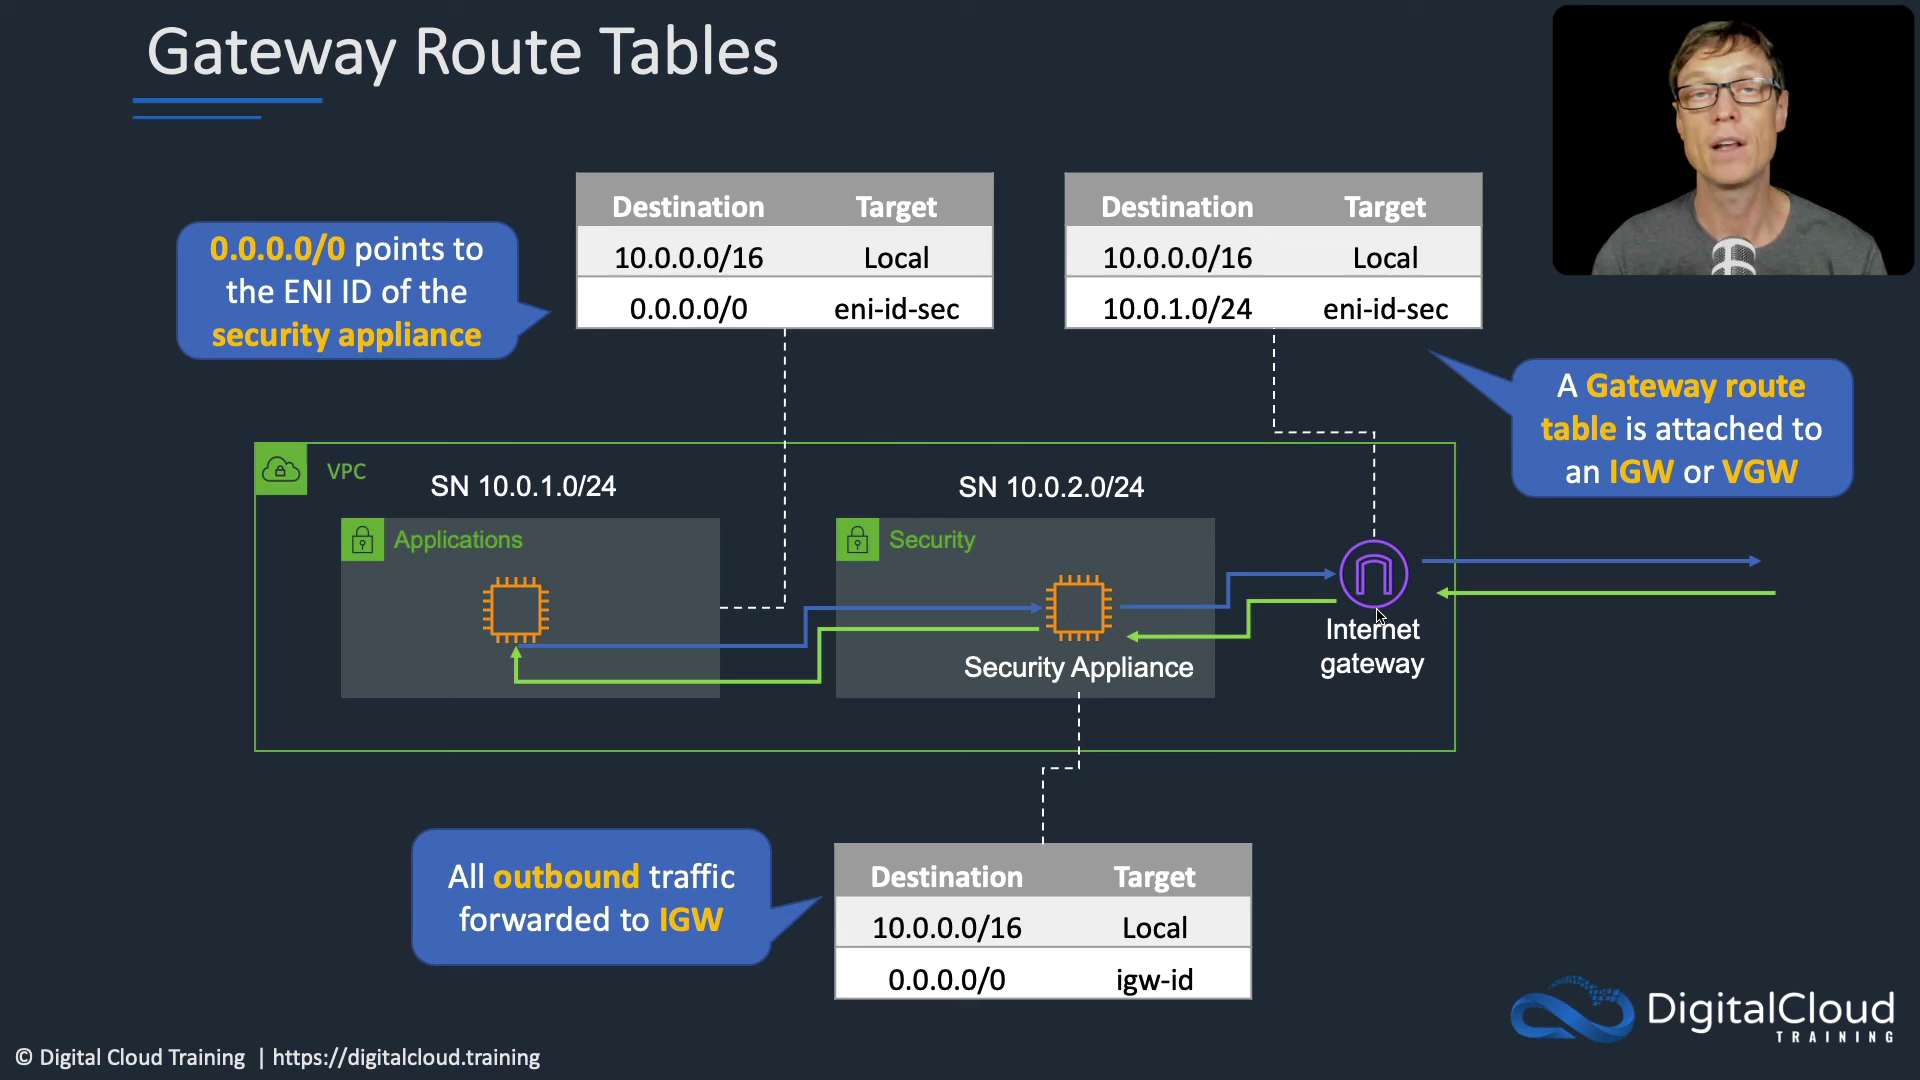 Gateway Route Tables
0.0.0.0/0 points to
the ENI ID of the
security appliance
Destination Target
10.0.0.0/16 Local
0.0.0.0/0 eni-id-sec
Destination Target
10.0.0.0/16 Local
10.0.1.0/24 eni-id-sec
A Gateway route
table is attached to
an IGW or VGW
VPC
SN 10.0.1.0/24
SN 10.0.2.0/24
Applications
Security
Security Appliance
Internet
gateway
All outbound traffic
forwarded to IGW
Destination Target
10.0.0.0/16 Local
0.0.0.0/0 igw-id
DigitalCloud
TRAINING
© Digital Cloud Training | https://digitalcloud.training